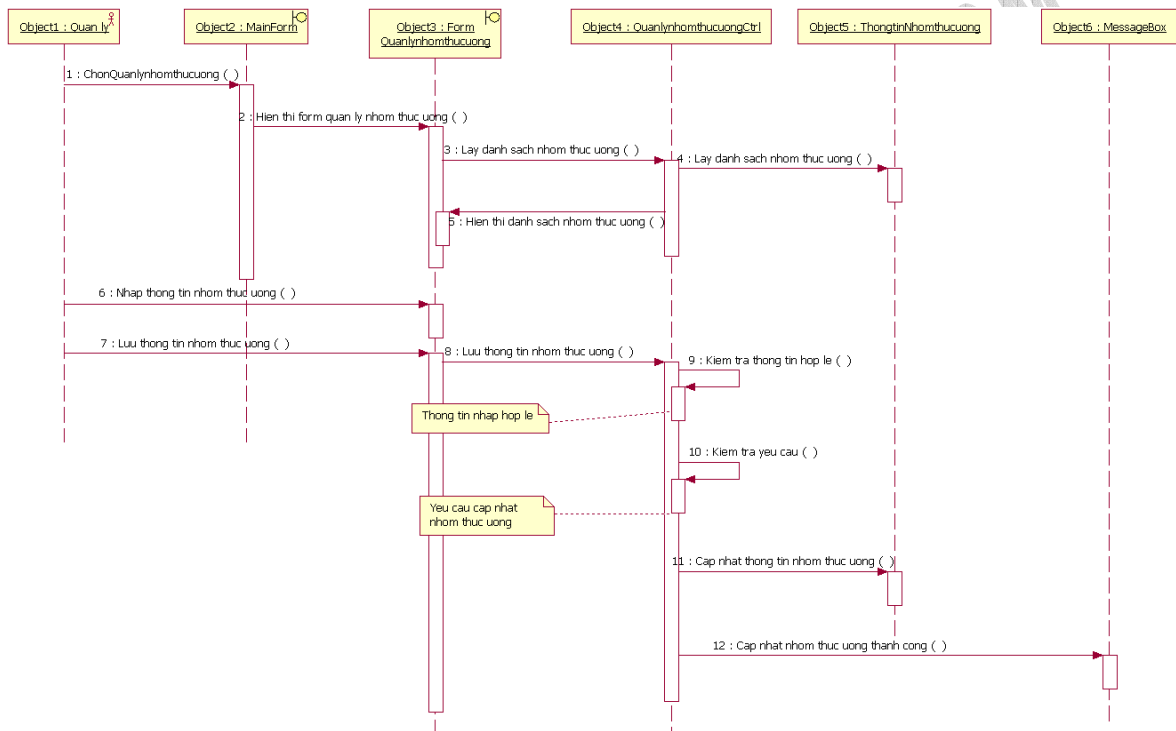 Object1 : Quan ly
Object2 : MainForm
Object3 : Form
Quanlynhomthucuong
Object4 : QuanlynhomthucuongCtrl
Object5 : ThongtinNhomthucuong
Object6 : MessageBox
1 : ChonQuanlynhomthucuong ( )
2 : Hien thi form quan ly nhom thuc uong ( )
3 : Lay danh sach nhom thuc uong ( )
4 : Lay danh sach nhom thuc uong ( )
5 : Hien thi danh sach nhom thuc uong ( )
6 : Nhap thong tin nhom thuc uong ( )
7 : Luu thong tin nhom thuc uong ( )
8 : Luu thong tin nhom thuc uong ( )
9 : Kiem tra thong tin hop le ( )
Thong tin nhap hop le
10 : Kiem tra yeu cau ( )
Yeu cau cap nhat
nhom thuc uong
11 : Cap nhat thong tin nhom thuc uong ( )
12 : Cap nhat nhom thuc uong thanh cong ( )